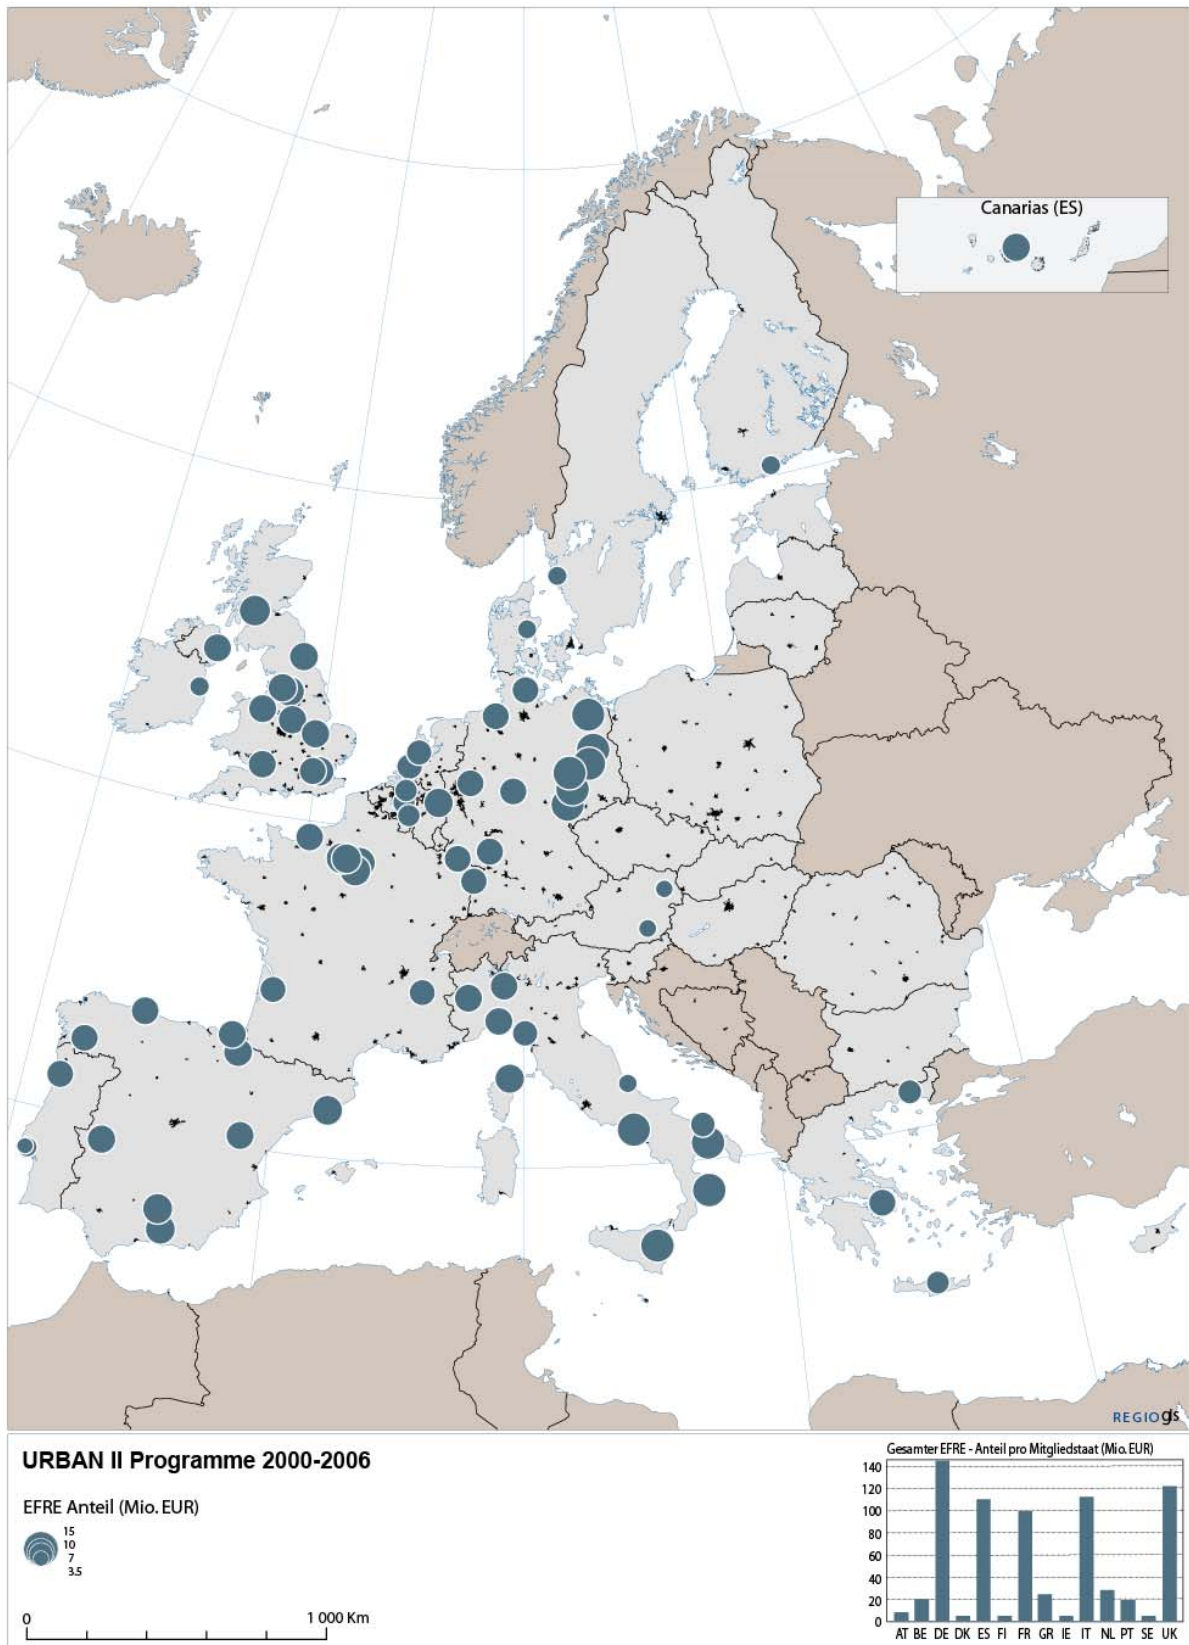 Canarias (ES)
REGIOgis
URBAN II Programme 2000-2006
EFRE Anteil (Mio. EUR)
15
10
7
3.5
0 1 000 Km
Gesamter EFRE - Anteil pro Mitgliedstaat (Mio. EUR)
140
120
100
80
60
40
20
0
AT BE DE DK ES FI FR GR IE IT NL PT SE UK